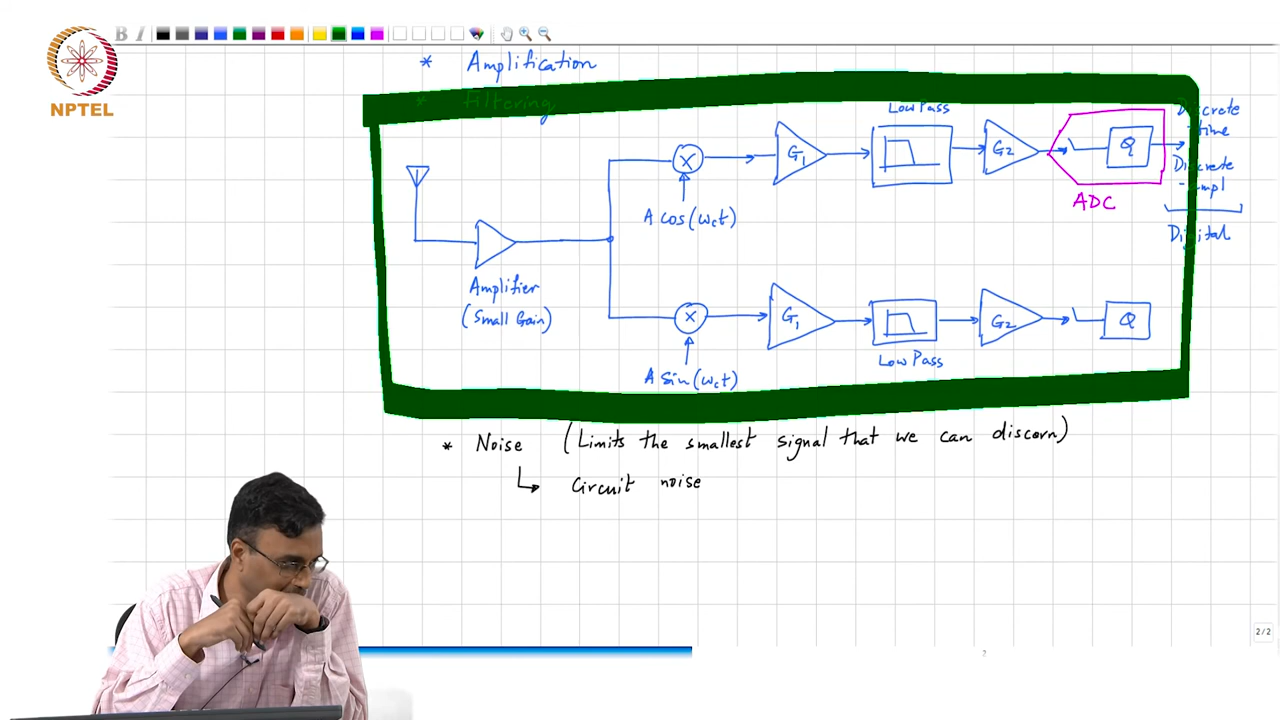 B I
NPTEL
* Amplification
* Filtering
Low Pass
G1
G2
Q
Discrete
-time
Discrete
-ampl
Digital
ADC
A cos(ωct)
Amplifier
(Small Gain)
G1
G2
Q
Low Pass
A sin(ωct)
* Noise (Limits the smallest signal that we can discern)
Circuit noise
2/2
2